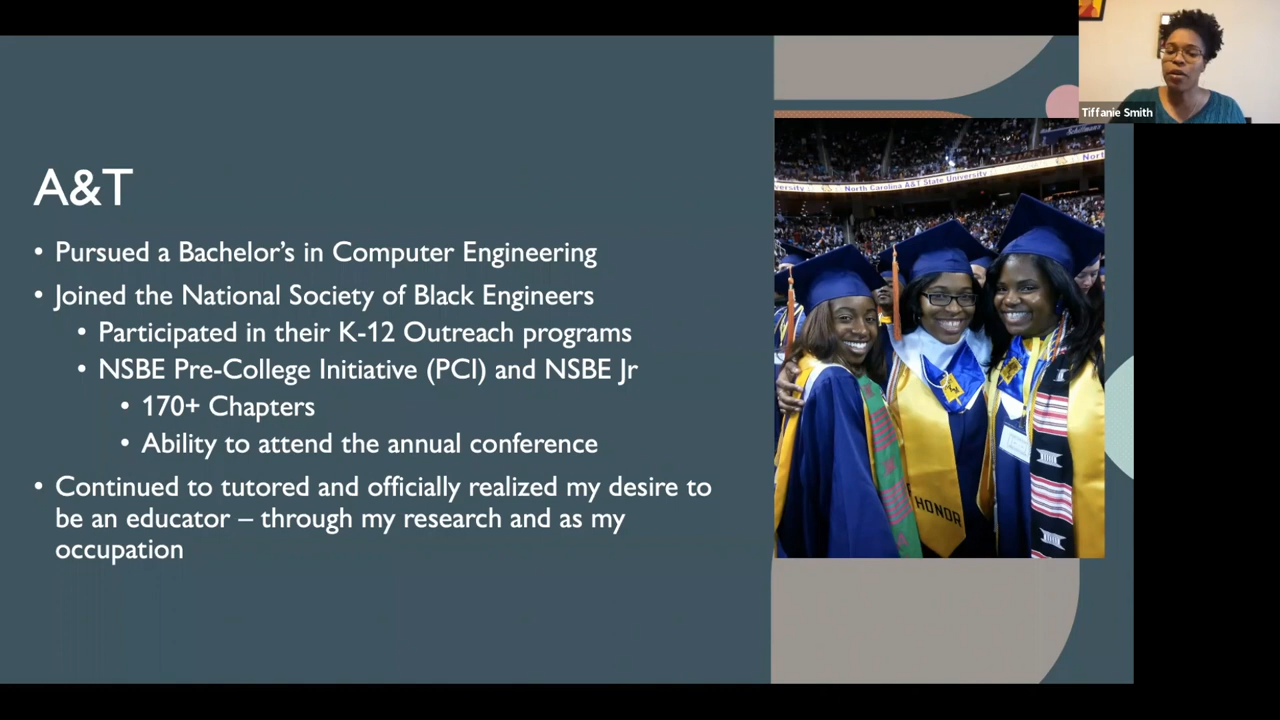 A&T
• Pursued a Bachelor's in Computer Engineering
• Joined the National Society of Black Engineers
• Participated in their K-12 Outreach programs
• NSBE Pre-College Initiative (PCI) and NSBE Jr
• 170+ Chapters
• Ability to attend the annual conference
• Continued to tutored and officially realized my desire to
be an educator – through my research and as my
occupation
versity
North Carolina A&T State University
Nort
HONOR
Tiffanie Smith